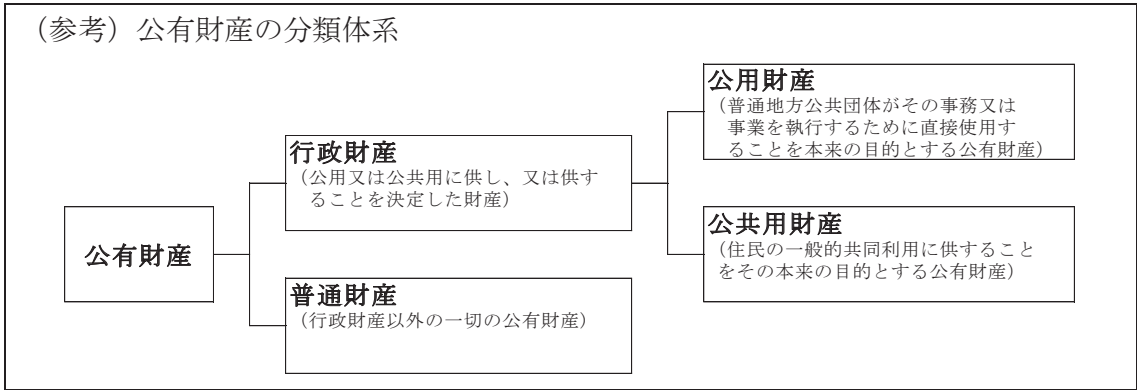 （参考）公有財産の分類体系
公有財産
行政財産
（公用又は公共用に供し、又は供す
ることを決定した財産）
普通財産
（行政財産以外の一切の公有財産）
公用財産
（普通地方公共団体がその事務又は
事業を執行するために直接使用す
ることを本来の目的とする公有財産）
公共用財産
（住民の一般的共同利用に供すること
をその本来の目的とする公有財産）